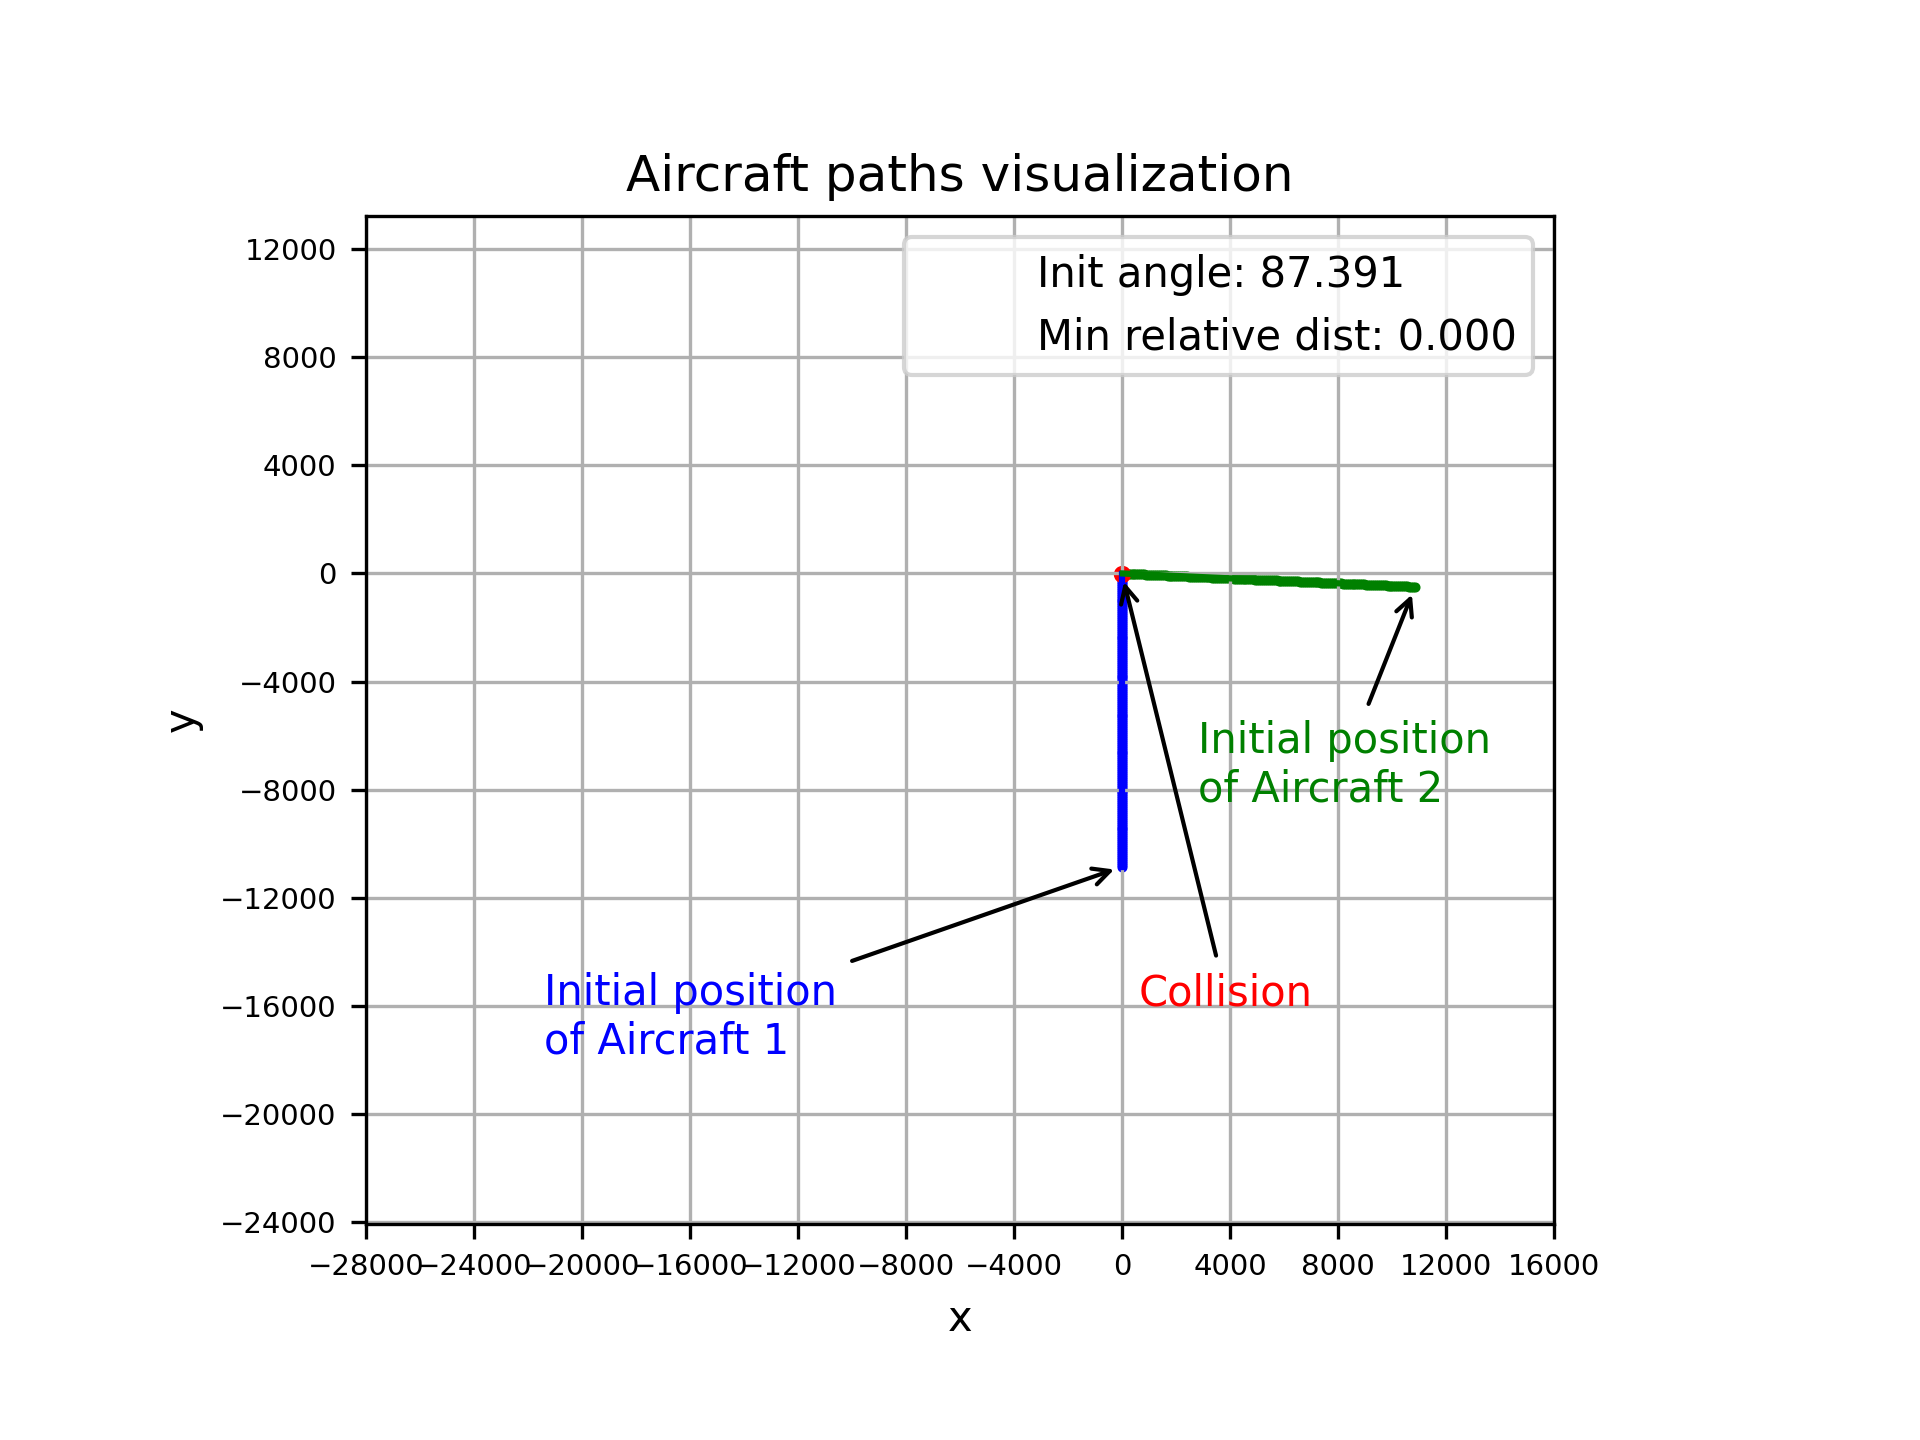 Aircraft paths visualization
Init angle: 87.391
Min relative dist: 0.000
12000
8000
4000
0
−4000
−8000
−12000
−16000
−20000
−24000
y
Initial position
of Aircraft 2
Initial position
of Aircraft 1
Collision
−28000
−24000
−20000
−16000
−12000
−8000
−4000
0
4000
8000
12000
16000
x